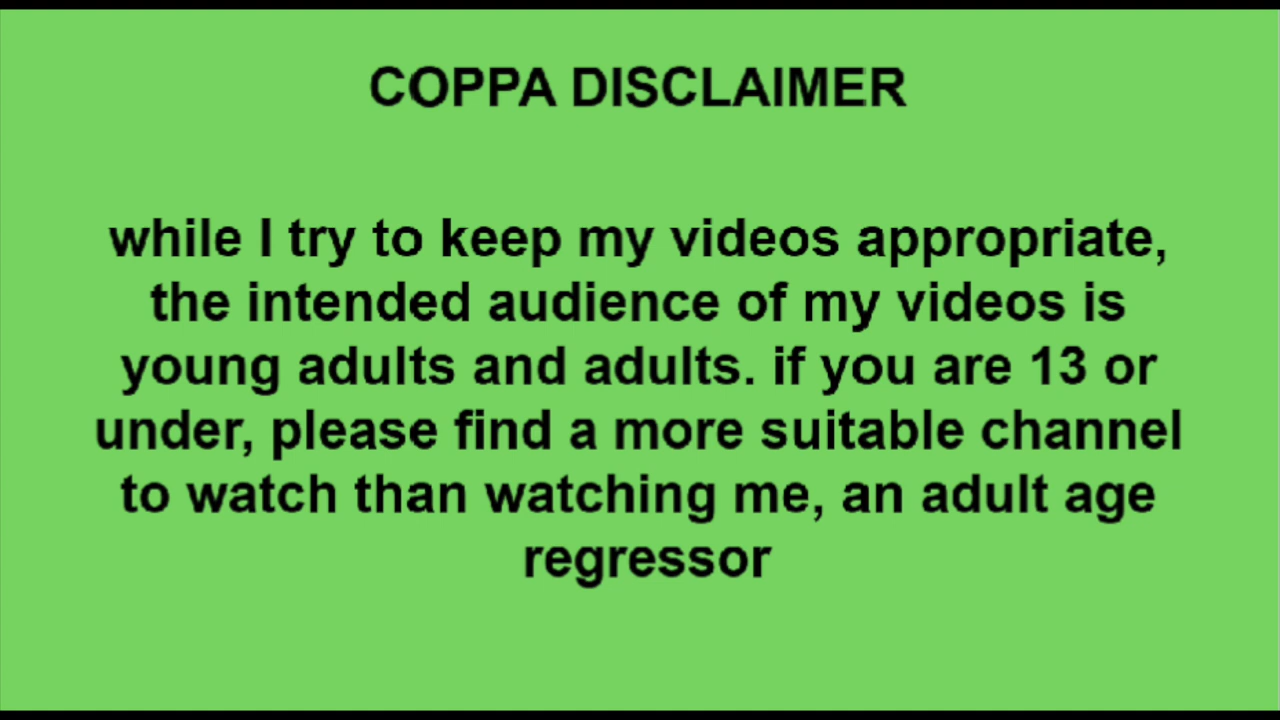 COPPA DISCLAIMER
while I try to keep my videos appropriate,
the intended audience of my videos is
young adults and adults. if you are 13 or
under, please find a more suitable channel
to watch than watching me, an adult age
regressor